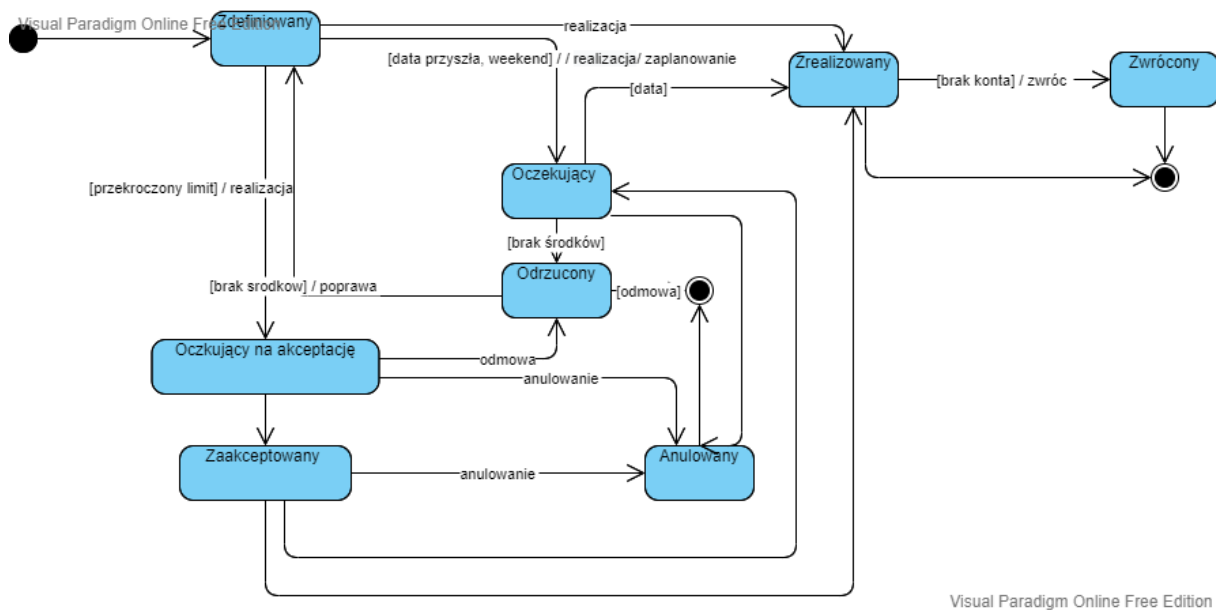 Visual Paradigm Online Free Edition
Zdefiniowany
realizacja
[data przyszła, weekend] / / realizacja/ zaplanowanie
Zrealizowany
[brak konta] / zwróc
Zwrócony
[data]
Oczekujący
[przekroczony limit] / realizacja
[brak środków]
Odrzucony
[brak srodkow] / poprawa
[odmowa]
Oczkujący na akceptację
odmowa
anulowanie
Zaakceptowany
anulowanie
Anulowany
Visual Paradigm Online Free Edition